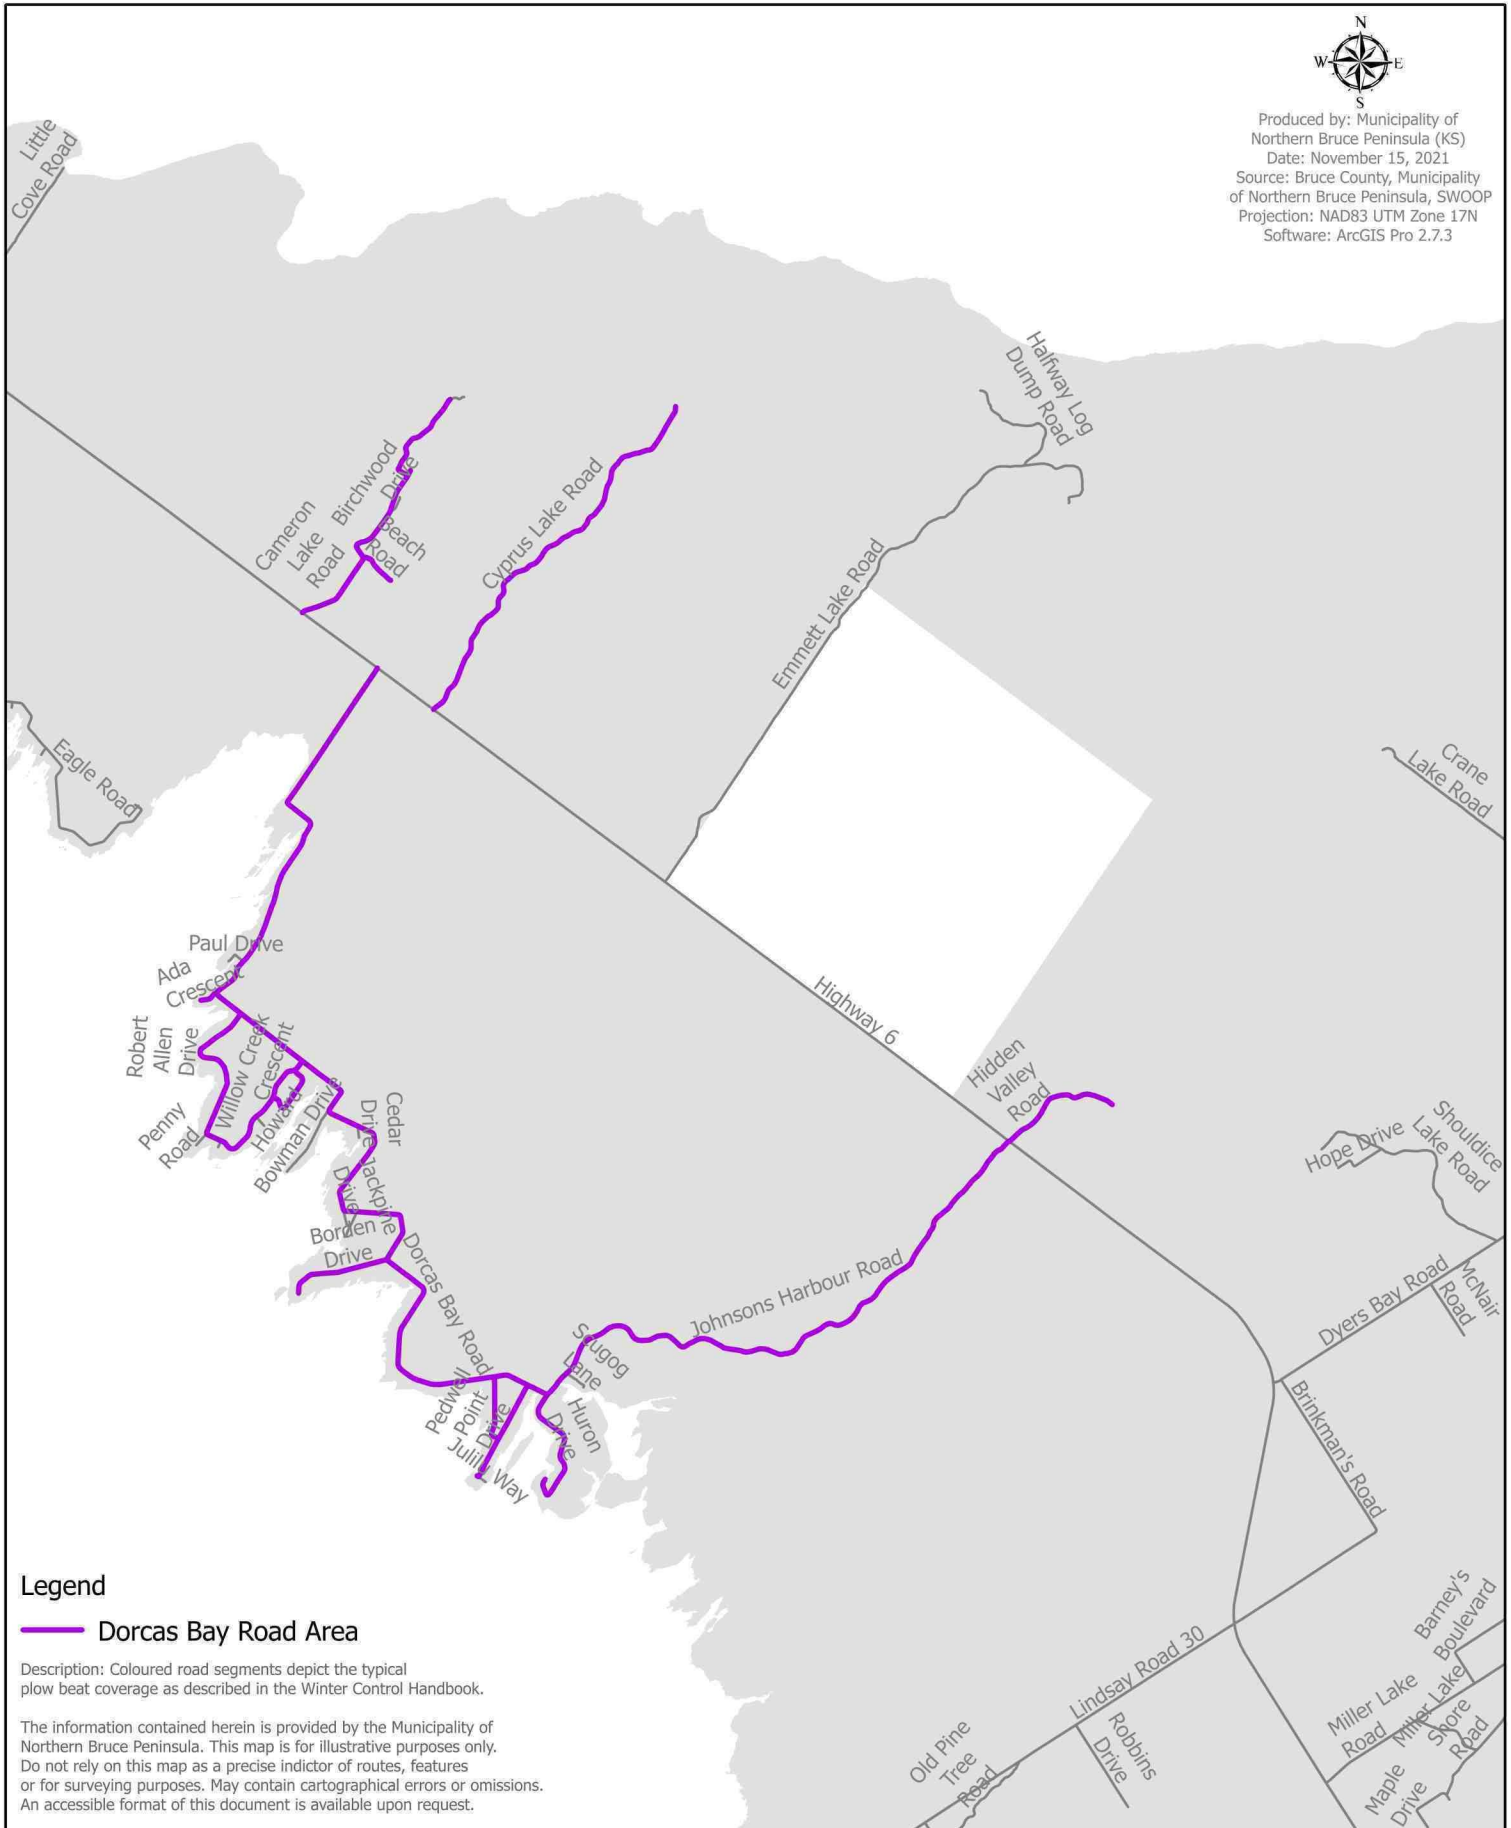 N
W
E
S
Produced by: Municipality of
Northern Bruce Peninsula (KS)
Date: November 15, 2021
Source: Bruce County, Municipality
of Northern Bruce Peninsula, SWOOP
Projection: NAD83 UTM Zone 17N
Software: ArcGIS Pro 2.7.3
Little
Cove Road
Halfway Log
Dump Road
Birchwood
Drive
Cameron
Lake
Road
Beach
Road
Cyprus Lake Road
Emmett Lake Road
Eagle Road
Crane
Lake Road
Paul Drive
Ada
Crescent
Robert
Allen
Drive
Willow Creek
Crescent
Penny
Road
Howard
Bowman Drive
Cedar
Drive
Jackpine
Drive
Borden
Drive
Dorcas Bay Road
Highway 6
Hidden
Valley
Road
Hope Drive
Shouldice
Lake Road
Johnsons Harbour Road
Scugog
Lane
Pedwell
Point
Drive
Huron
Drive
Julily Way
Dyers Bay Road
McNair
Road
Brinkman's Road
Barney's
Boulevard
Lindsay Road 30
Miller Lake
Road
Miller Lake
Shore
Road
Old Pine
Tree
Road
Robbins
Drive
Maple
Drive
Legend
Dorcas Bay Road Area
Description: Coloured road segments depict the typical
plow beat coverage as described in the Winter Control Handbook.
The information contained herein is provided by the Municipality of
Northern Bruce Peninsula. This map is for illustrative purposes only.
Do not rely on this map as a precise indictor of routes, features
or for surveying purposes. May contain cartographical errors or omissions.
An accessible format of this document is available upon request.